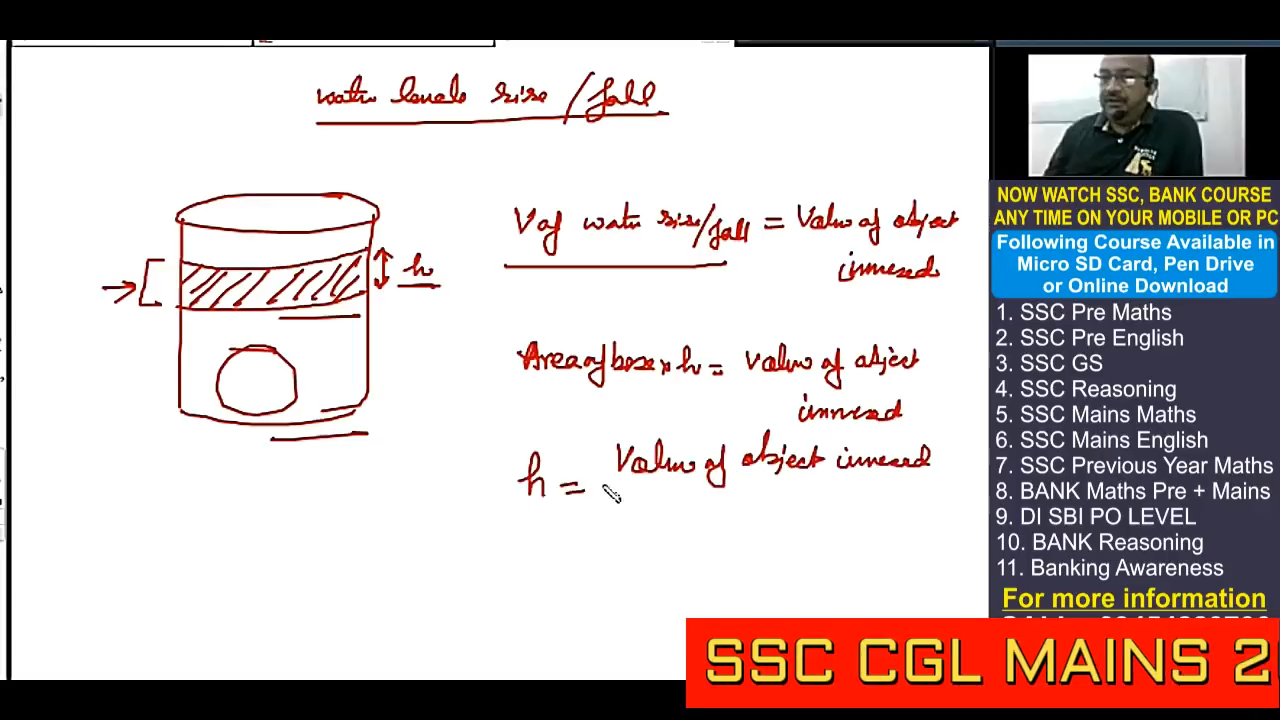 water levels rise/fall
V of water rise/fall = Volm of object
immersed
h
Area of base × h = Volm of object
immersed
h = Volm of object immersed
NOW WATCH SSC, BANK COURSE
ANY TIME ON YOUR MOBILE OR PC
Following Course Available in
Micro SD Card, Pen Drive
or Online Download
1. SSC Pre Maths
2. SSC Pre English
3. SSC GS
4. SSC Reasoning
5. SSC Mains Maths
6. SSC Mains English
7. SSC Previous Year Maths
8. BANK Maths Pre + Mains
9. DI SBI PO LEVEL
10. BANK Reasoning
11. Banking Awareness
For more information
SSC CGL MAINS 2